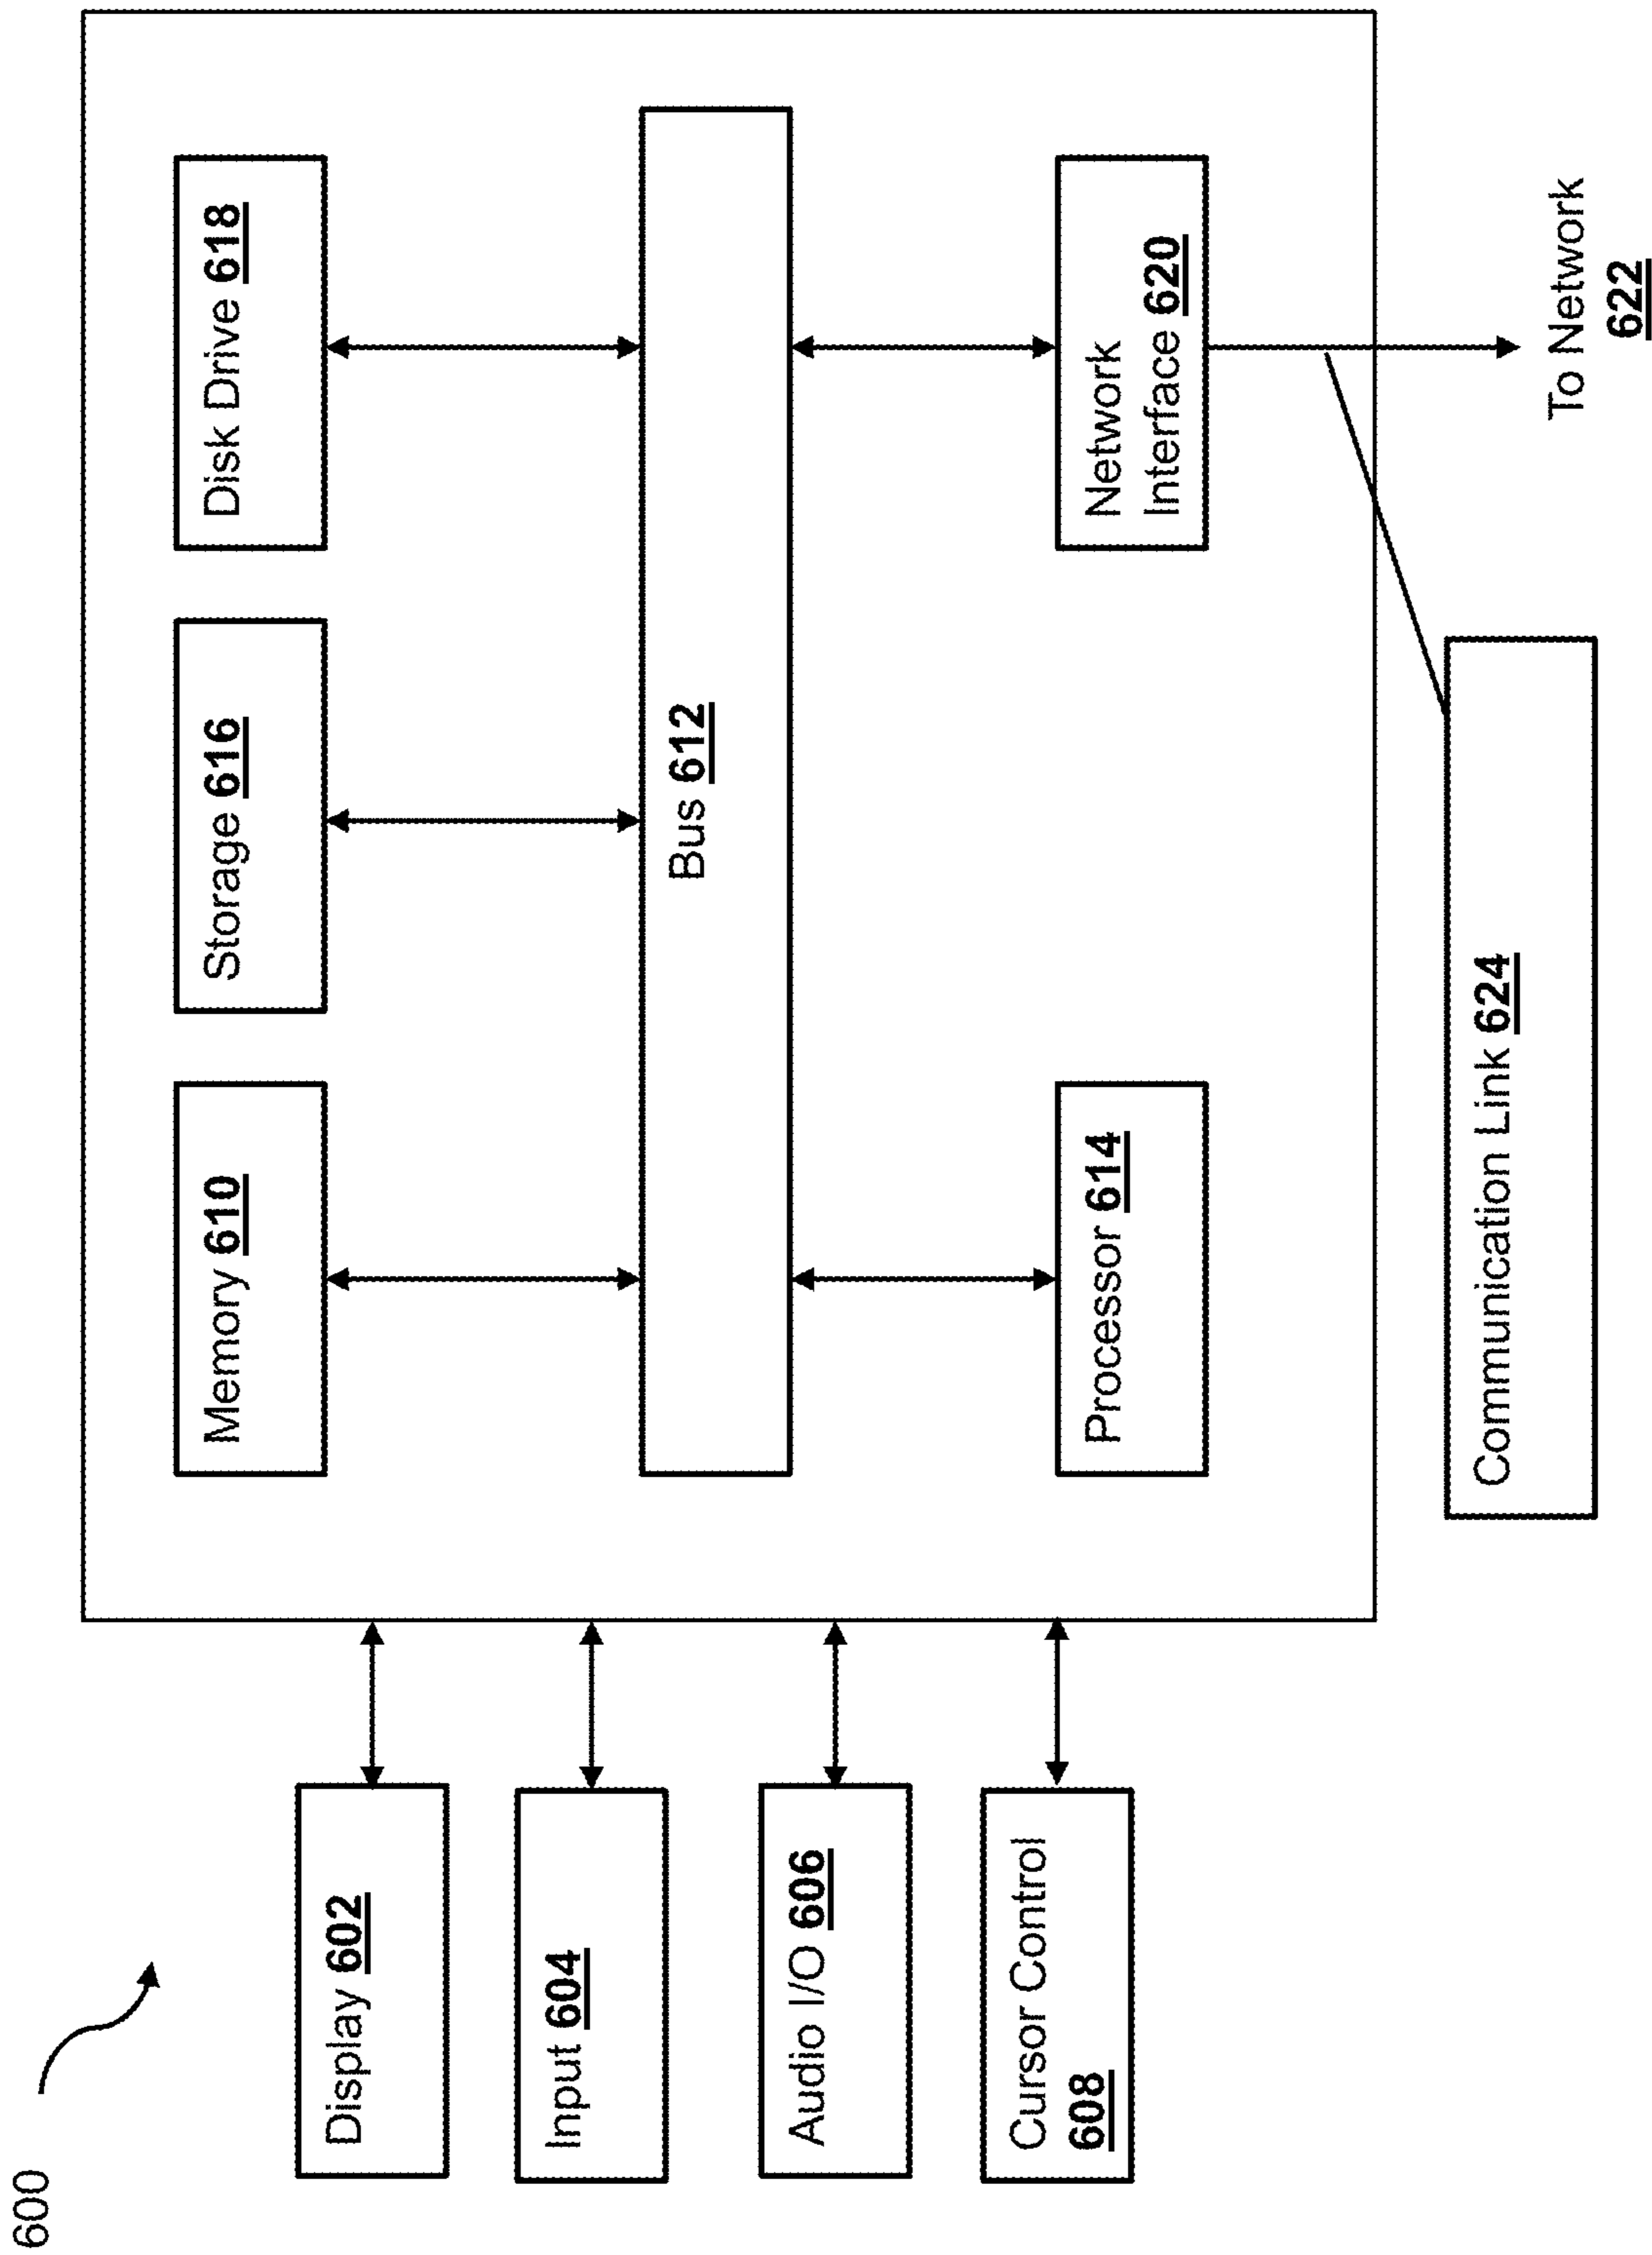 600
Display 602
Input 604
Audio I/O 606
Cursor Control
608
Memory 610
Storage 616
Disk Drive 618
Bus 612
Processor 614
Network
Interface 620
Communication Link 624
To Network
622